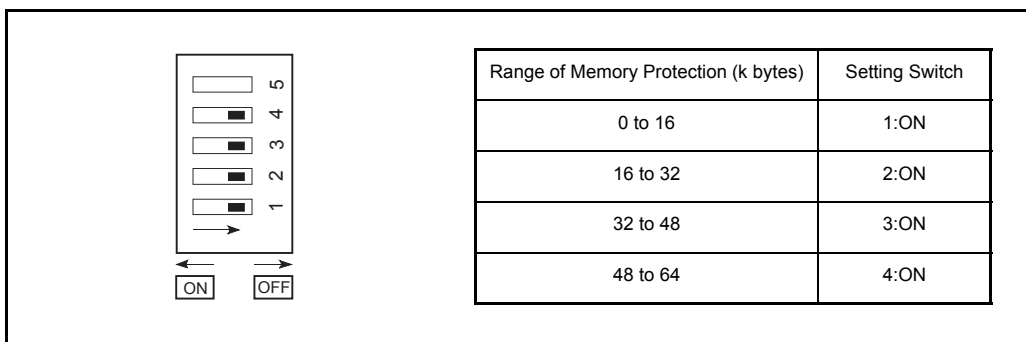 5
4
3
2
1
ON OFF
Range of Memory Protection (k bytes) Setting Switch
0 to 16 1:ON
16 to 32 2:ON
32 to 48 3:ON
48 to 64 4:ON